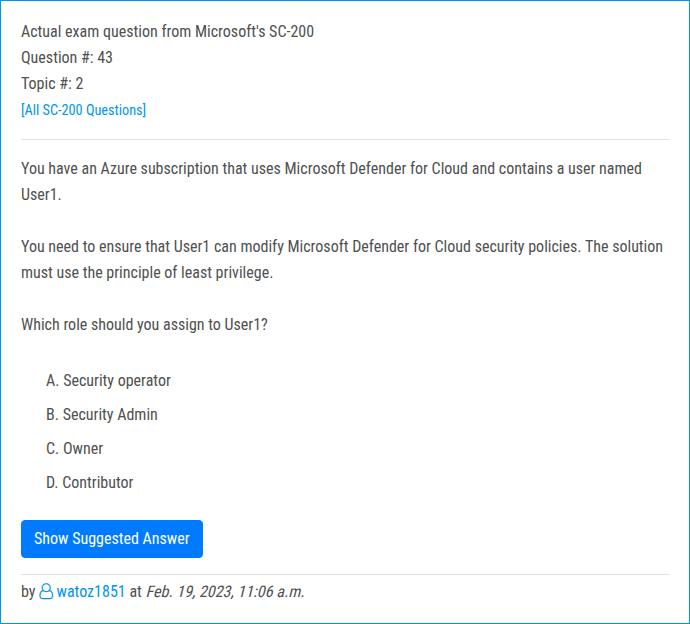 Actual exam question from Microsoft's SC-200
Question #: 43
Topic #: 2
[All SC-200 Questions]
You have an Azure subscription that uses Microsoft Defender for Cloud and contains a user named
User1.
You need to ensure that User1 can modify Microsoft Defender for Cloud security policies. The solution
must use the principle of least privilege.
Which role should you assign to User1?
A. Security operator
B. Security Admin
C. Owner
D. Contributor
Show Suggested Answer
by watoz1851 at Feb. 19, 2023, 11:06 a.m.